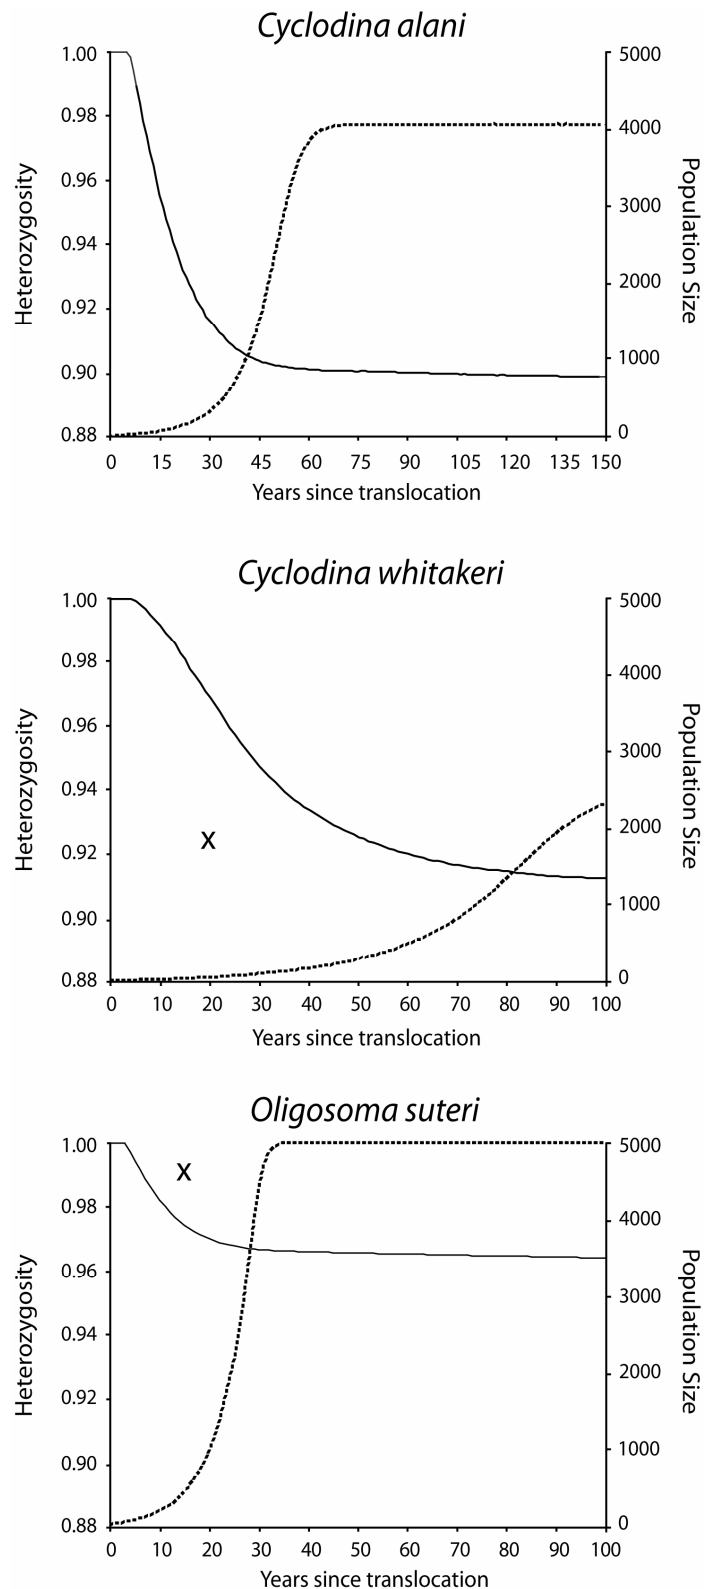 Cyclodina alani
1.00
0.98
0.96
0.94
0.92
0.90
0.88
Heterozygosity
5000
4000
3000
2000
1000
0
Population Size
0 15 30 45 60 75 90 105 120 135 150
Years since translocation
Cyclodina whitakeri
1.00
0.98
0.96
0.94
0.92
0.90
0.88
Heterozygosity
X
5000
4000
3000
2000
1000
0
Population Size
0 10 20 30 40 50 60 70 80 90 100
Years since translocation
Oligosoma suteri
1.00
0.98
0.96
0.94
0.92
0.90
0.88
Heterozygosity
X
5000
4000
3000
2000
1000
0
Population Size
0 10 20 30 40 50 60 70 80 90 100
Years since translocation